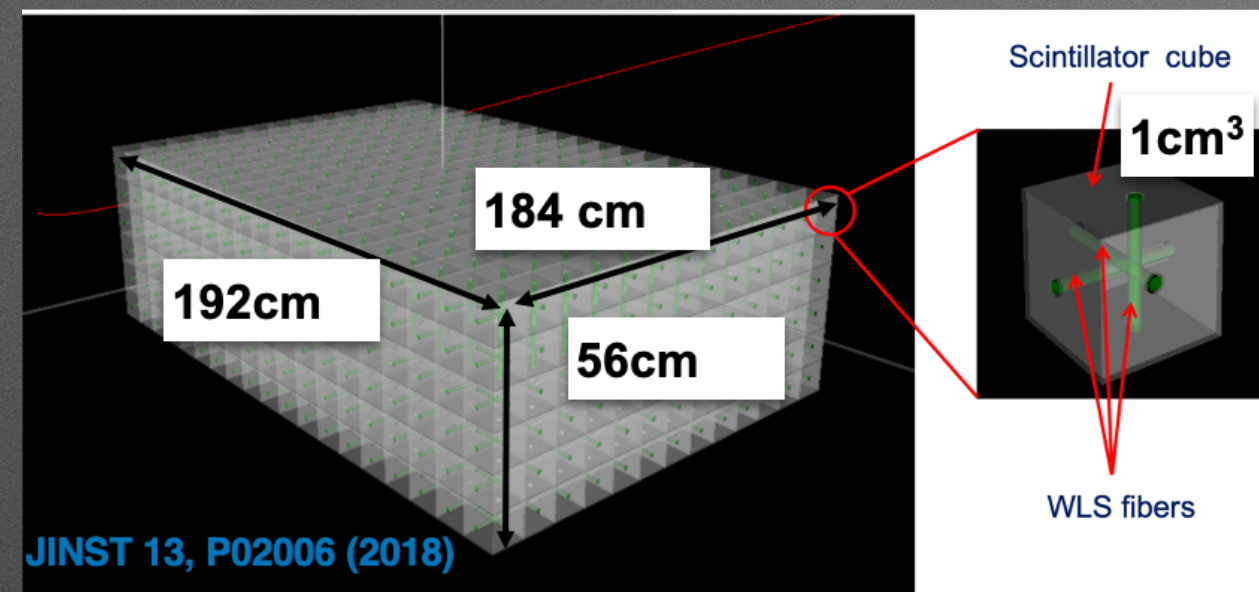 Scintillator cube
1cm³
184 cm
192cm
56cm
WLS fibers
JINST 13, P02006 (2018)